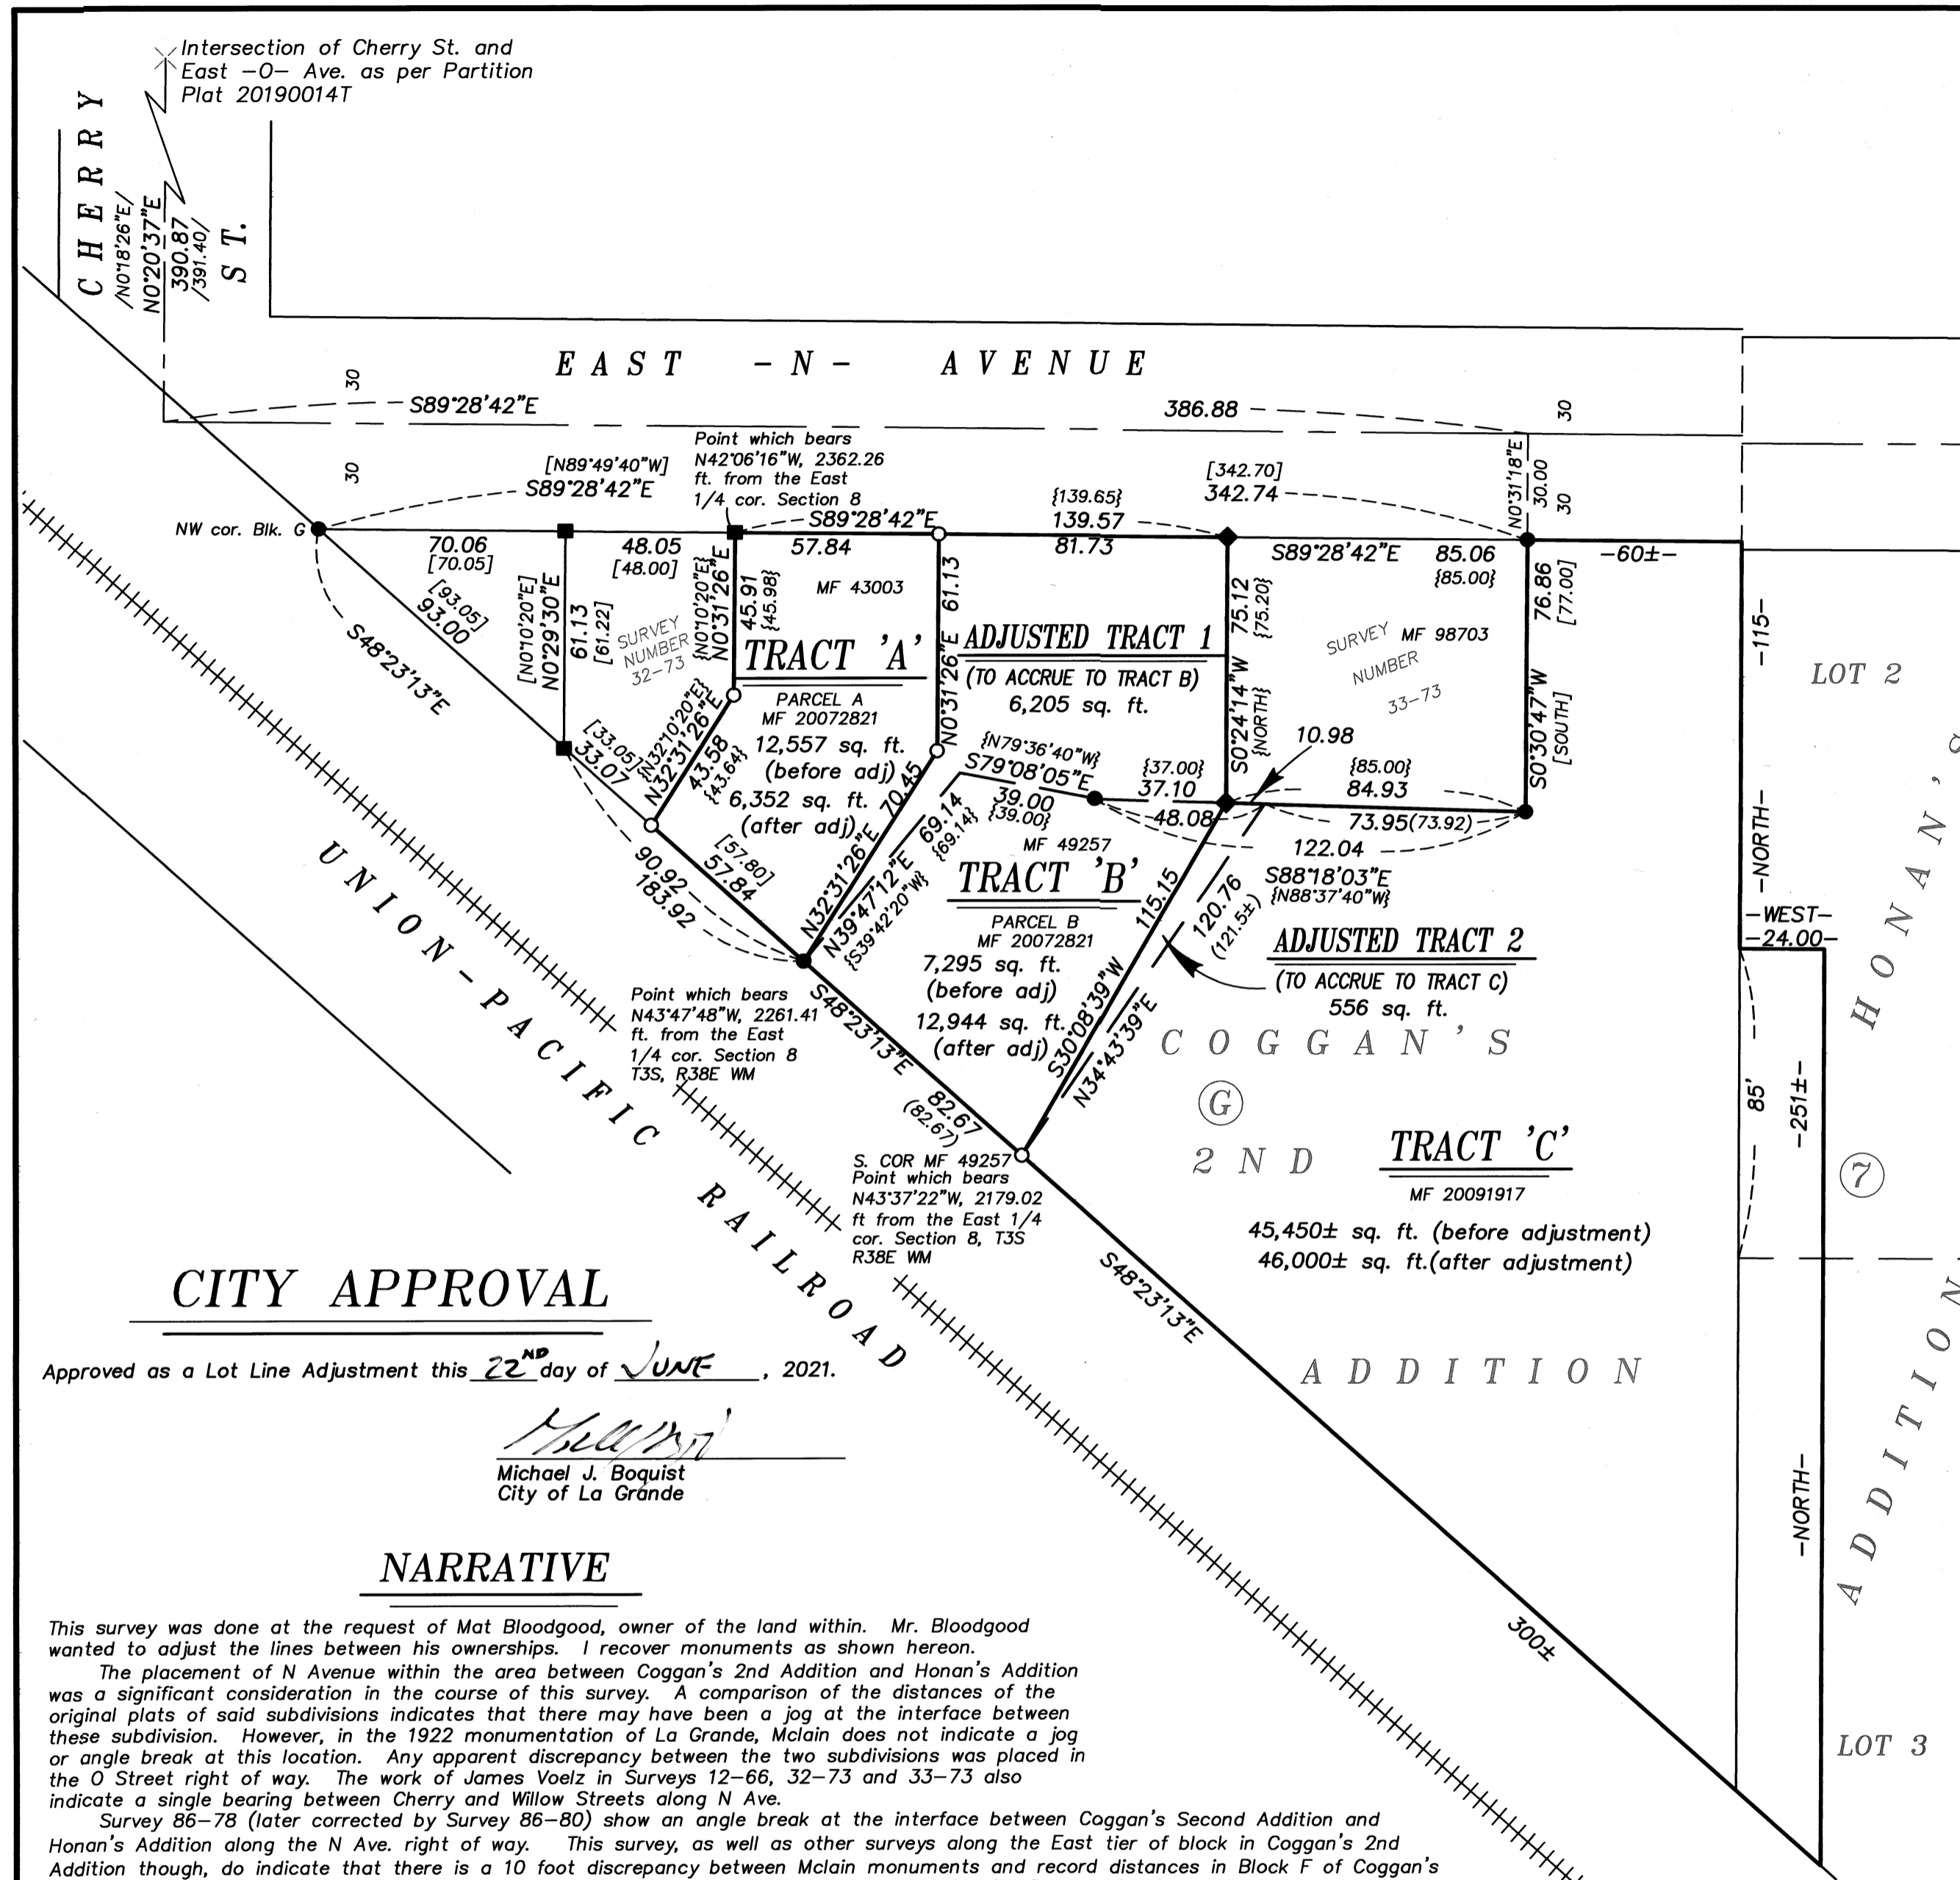 Intersection of Cherry St. and
East -O- Ave. as per Partition
Plat 20190014T
CHERRY
ST.
/N0°18'26"E/
N0°20'37"E
390.87
/391.40/
EAST -N- AVENUE
30
S89°28'42"E
386.88
30
30
N0°31'18"E
30.00
30
Point which bears
N42°06'16"W, 2362.26
ft. from the East
1/4 cor. Section 8
[N89°49'40"W]
S89°28'42"E
[342.70]
342.74
{139.65}
S89°28'42"E
139.57
NW cor. Blk. G
70.06
[70.05]
48.05
[48.00]
57.84
81.73
S89°28'42"E
85.06
{85.00}
-60±-
[93.05]
93.00
S48°23'13"E
[N0°10'20"E]
N0°29'30"E
61.13
[61.22]
SURVEY
NUMBER
32-73
{N0°10'20"E}
N0°31'26"E
45.91
{45.98}
MF 43003
TRACT 'A'
PARCEL A
MF 20072821
12,557 sq. ft.
(before adj)
6,352 sq. ft.
(after adj)
N0°31'26"E 61.13
ADJUSTED TRACT 1
(TO ACCRUE TO TRACT B)
6,205 sq. ft.
S0°24'14"W 75.12
{NORTH} {75.20}
SURVEY
NUMBER
33-73
MF 98703
76.86
[77.00]
S0°30'47"W
[SOUTH]
-115-
-NORTH-
LOT 2
HONAN'S
[33.05]
33.07
{N32°10'20"E}
N32°31'26"E
43.58
{43.64}
[57.80]
57.84
90.92
183.92
N32°31'26"E 70.45
N39°47'12"E 69.14
{S39°42'20"W} {69.14}
{N79°36'40"W}
S79°08'05"E
39.00
{39.00}
{37.00}
37.10
10.98
{85.00}
84.93
48.08
73.95(73.92)
122.04
S88°18'03"E
{N88°37'40"W}
MF 49257
TRACT 'B'
PARCEL B
MF 20072821
7,295 sq. ft.
(before adj)
12,944 sq. ft.
(after adj)
115.15
S30°08'39"W
120.76
(121.5±)
N34°43'39"E
ADJUSTED TRACT 2
(TO ACCRUE TO TRACT C)
556 sq. ft.
-WEST-
-24.00-
85'
-251±-
COGGAN'S
G
2ND
ADDITION
UNION-PACIFIC RAILROAD
Point which bears
N43°47'48"W, 2261.41
ft. from the East
1/4 cor. Section 8
T3S, R38E WM
S48°23'13"E
82.67
(82.67)
S. COR MF 49257
Point which bears
N43°37'22"W, 2179.02
ft from the East 1/4
cor. Section 8, T3S
R38E WM
TRACT 'C'
MF 20091917
45,450± sq. ft. (before adjustment)
46,000± sq. ft.(after adjustment)
7
S48°23'13"E
300±
-NORTH-
ADDITION
LOT 3
CITY APPROVAL
Approved as a Lot Line Adjustment this 22ND day of JUNE, 2021.
Michael J. Boquist
City of La Grande
NARRATIVE
This survey was done at the request of Mat Bloodgood, owner of the land within. Mr. Bloodgood
wanted to adjust the lines between his ownerships. I recover monuments as shown hereon.
The placement of N Avenue within the area between Coggan's 2nd Addition and Honan's Addition
was a significant consideration in the course of this survey. A comparison of the distances of the
original plats of said subdivisions indicates that there may have been a jog at the interface between
these subdivision. However, in the 1922 monumentation of La Grande, Mclain does not indicate a jog
or angle break at this location. Any apparent discrepancy between the two subdivisions was placed in
the O Street right of way. The work of James Voelz in Surveys 12-66, 32-73 and 33-73 also
indicate a single bearing between Cherry and Willow Streets along N Ave.
Survey 86-78 (later corrected by Survey 86-80) show an angle break at the interface between Coggan's Second Addition and
Honan's Addition along the N Ave. right of way. This survey, as well as other surveys along the East tier of block in Coggan's 2nd
Addition though, do indicate that there is a 10 foot discrepancy between Mclain monuments and record distances in Block F of Coggan's